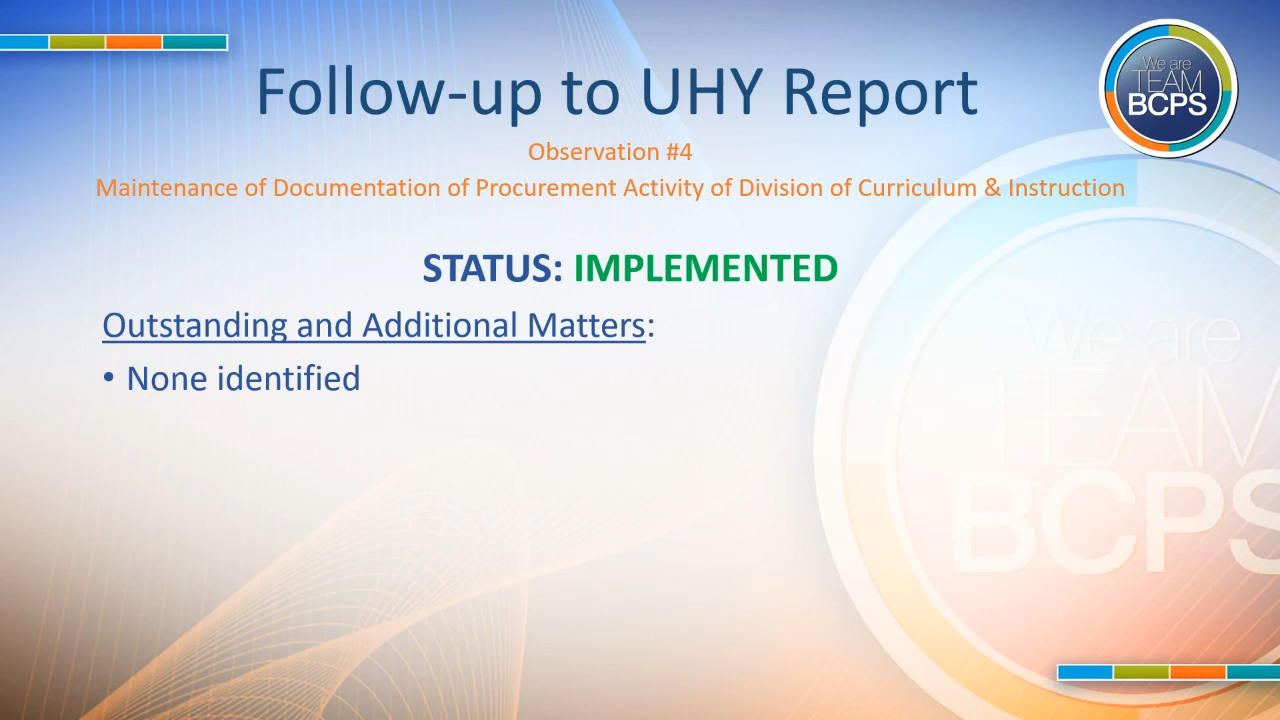 Follow-up to UHY Report
We are
TEAM
BCPS
Observation #4
Maintenance of Documentation of Procurement Activity of Division of Curriculum & Instruction
STATUS: IMPLEMENTED
Outstanding and Additional Matters:
• None identified
We are
TEAM
BCPS